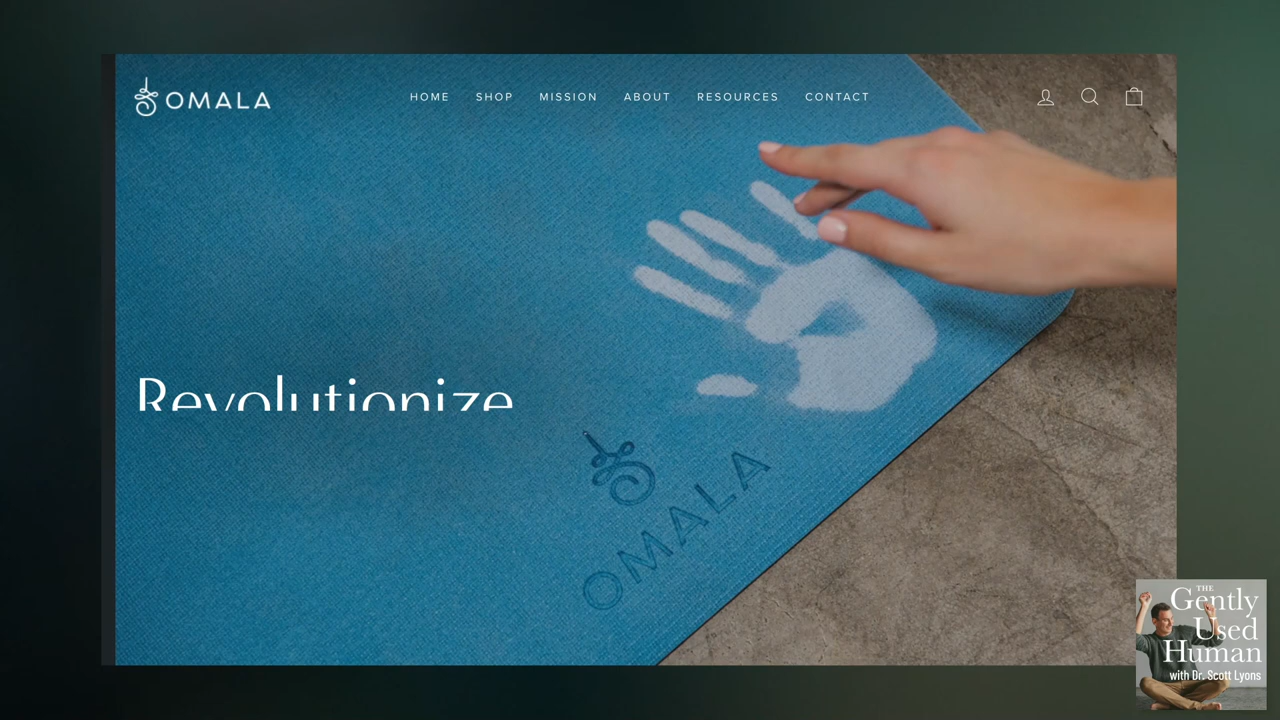 OMALA
HOME SHOP MISSION ABOUT RESOURCES CONTACT
Revolutionize
OMALA
THE
Gently
Used
Human
with Dr. Scott Lyons